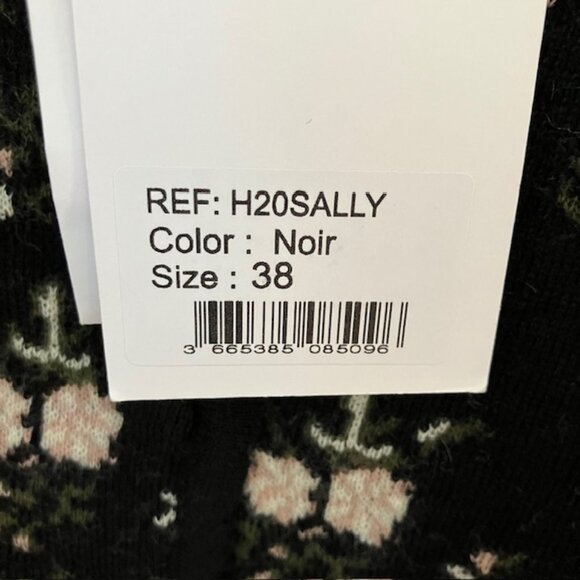 REF: H20SALLY
Color : Noir
Size : 38
3 665385 085096